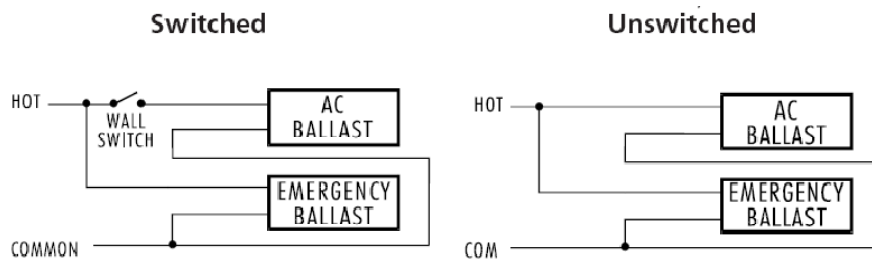 Switched
HOT
WALL
SWITCH
AC
BALLAST
EMERGENCY
BALLAST
COMMON
Unswitched
HOT
AC
BALLAST
EMERGENCY
BALLAST
COM